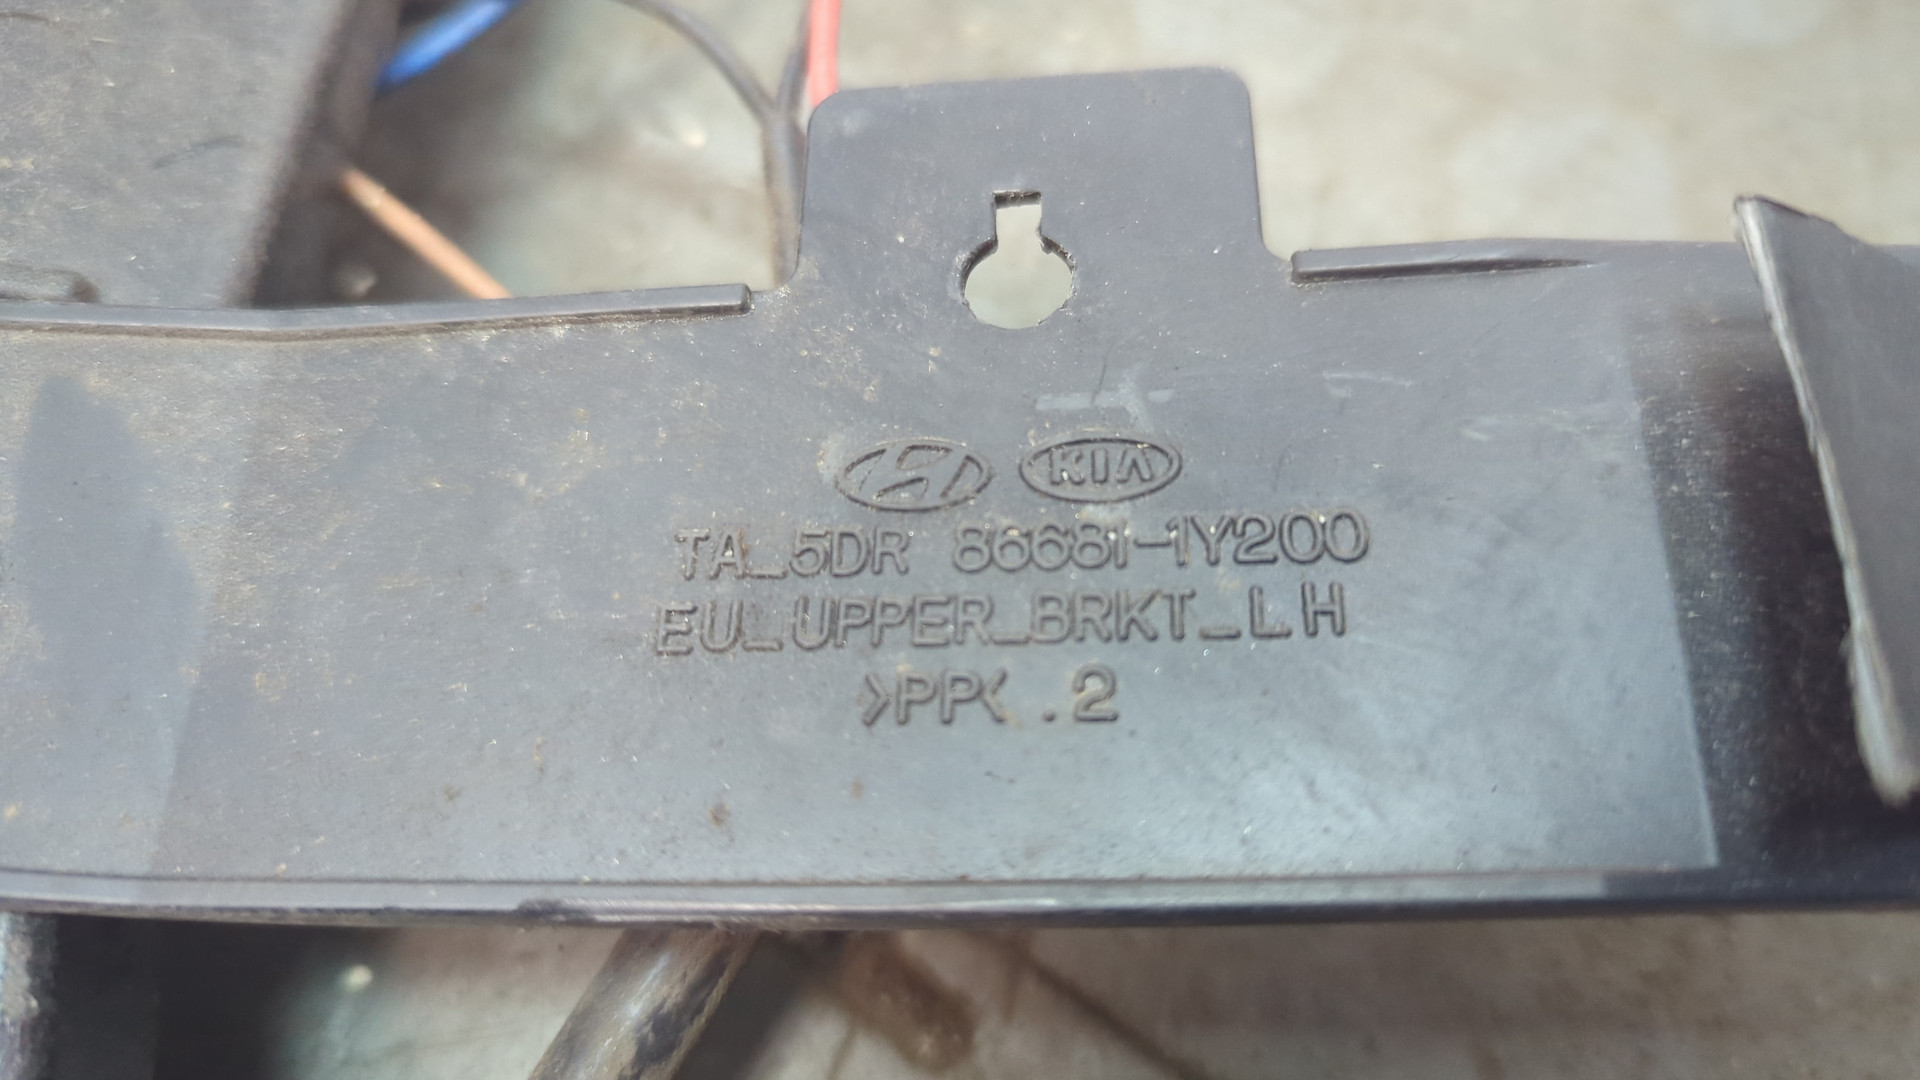 KIA
TA_5DR 86681-1Y200
EU_UPPER_BRKT_LH
>PP< .2